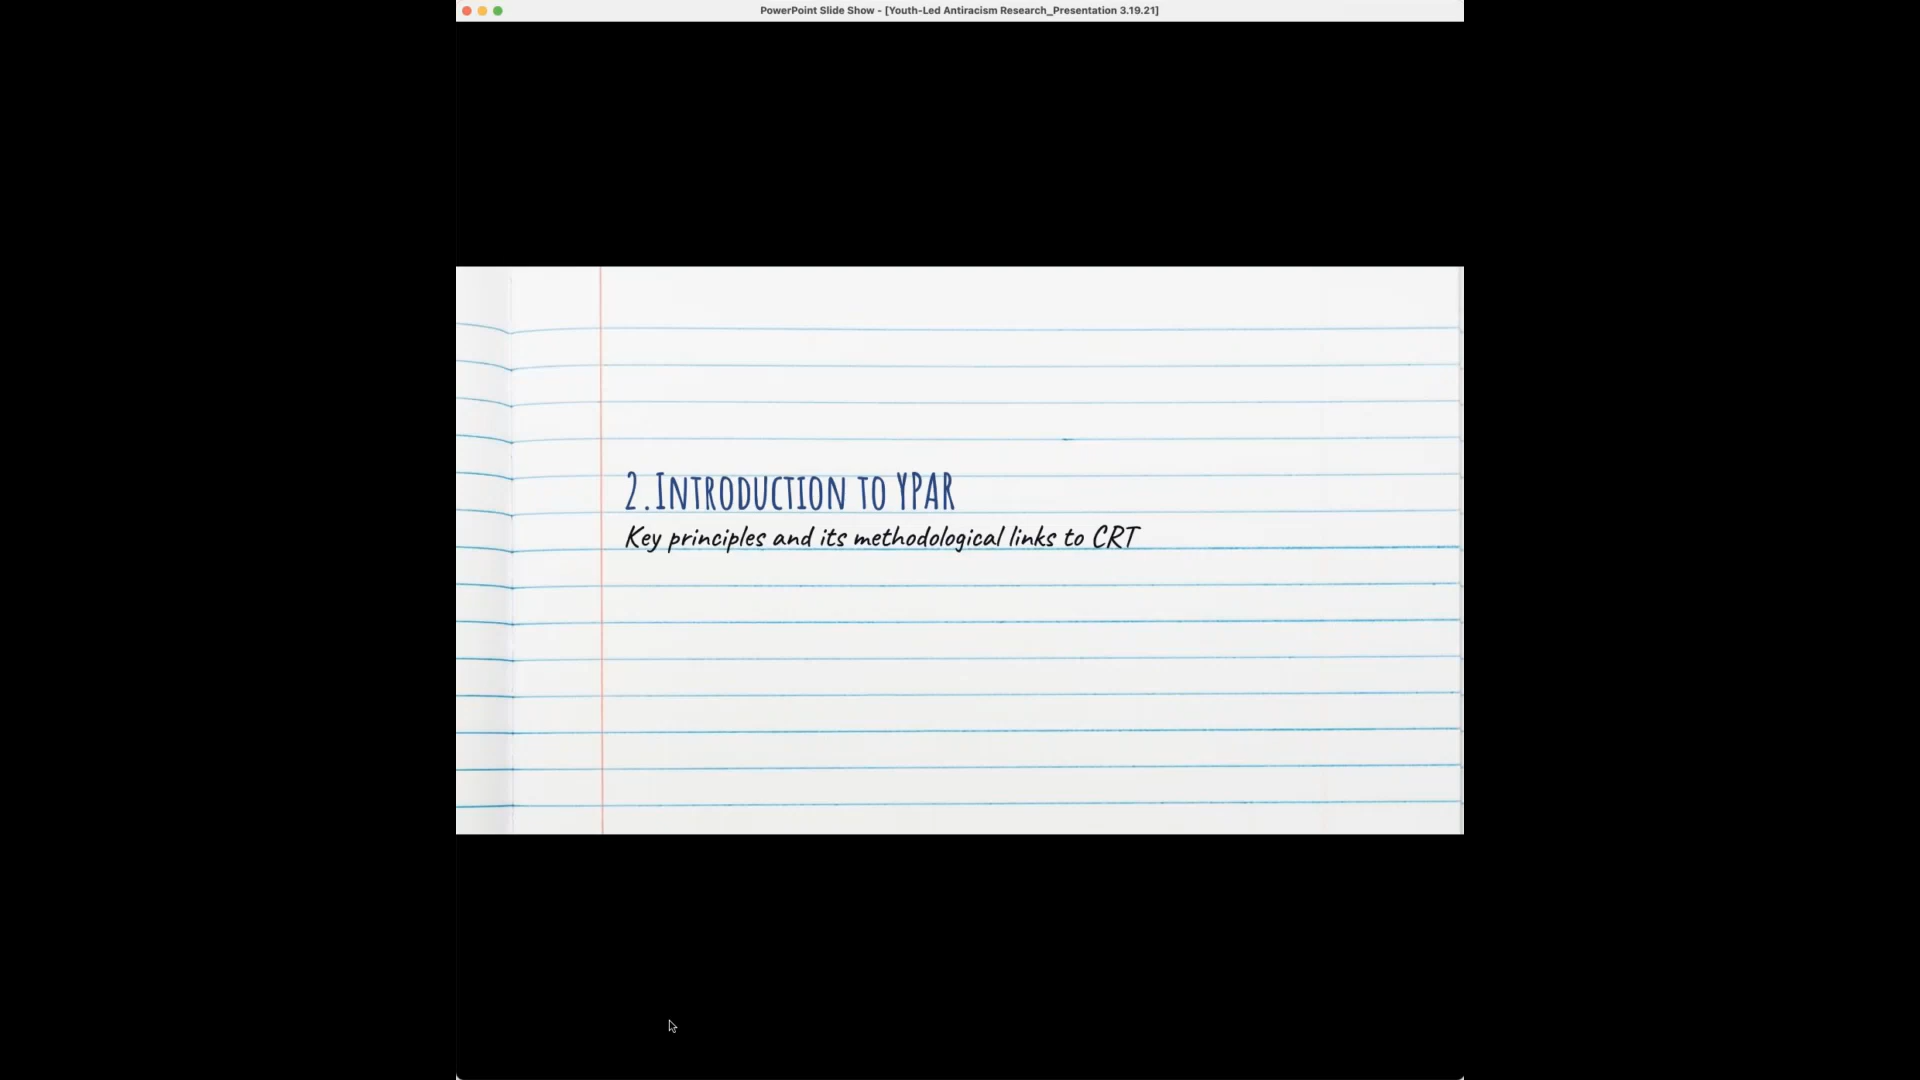 PowerPoint Slide Show - [Youth-Led Antiracism Research_Presentation 3.19.21]
2.Introduction to YPAR
Key principles and its methodological links to CRT